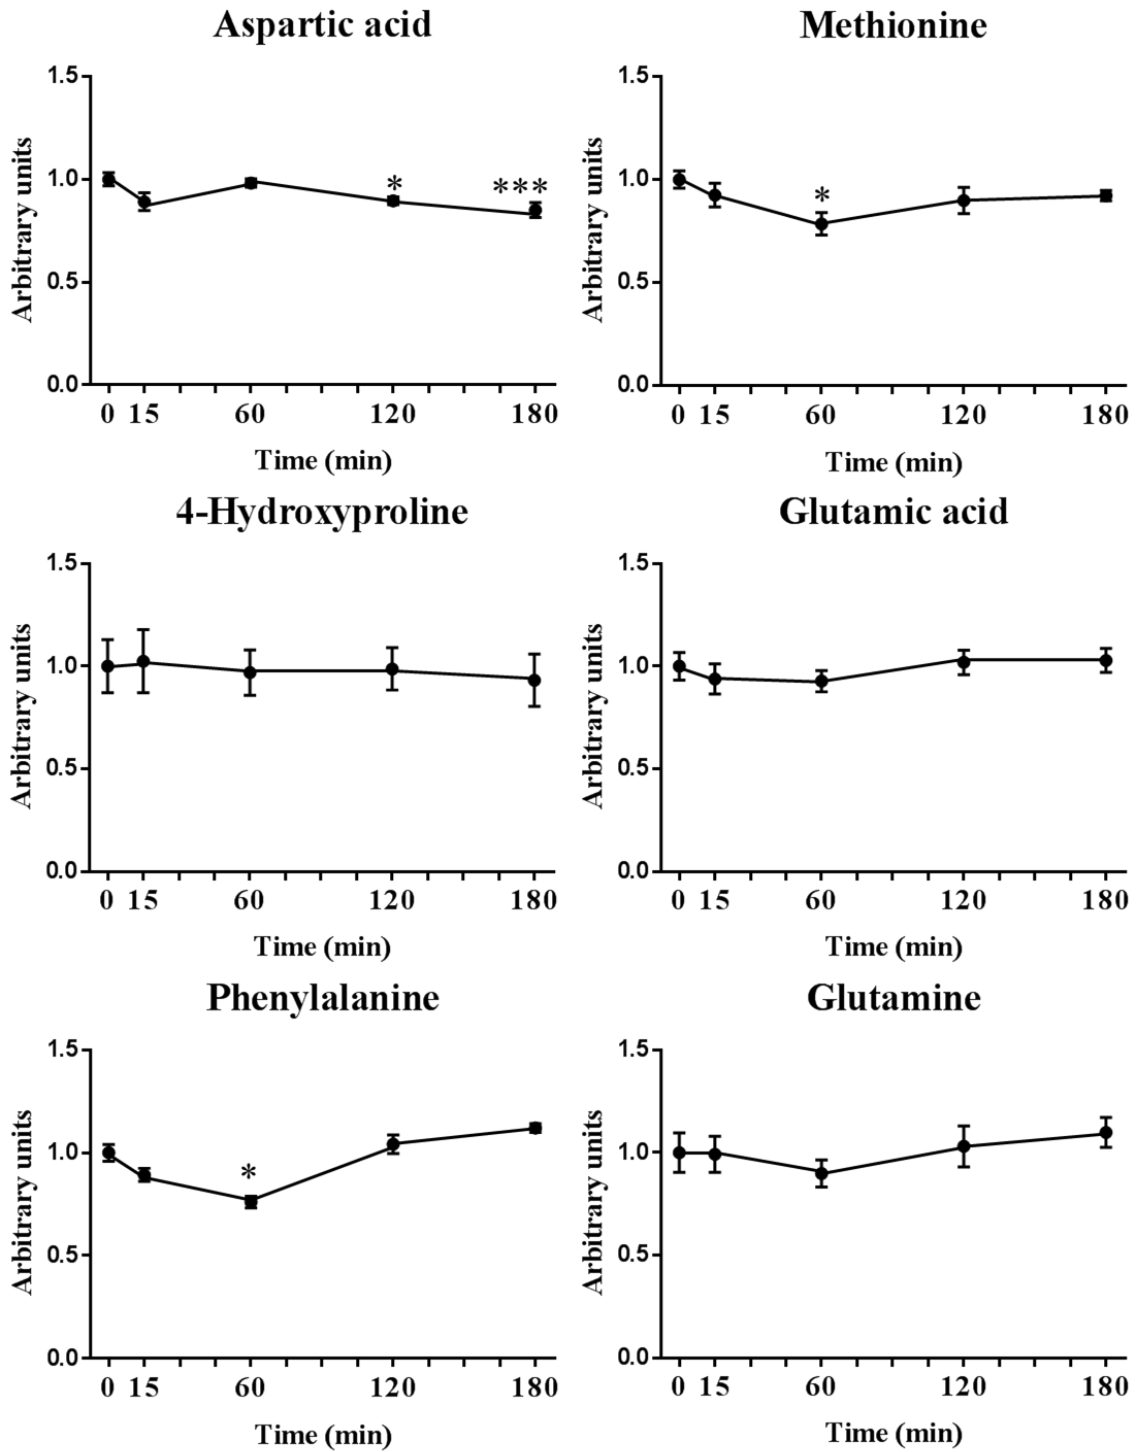 Aspartic acid
Arbitrary units
1.5
1.0
0.5
0.0
* ***
0 15 60 120 180
Time (min)
Methionine
Arbitrary units
1.5
1.0
0.5
0.0
*
0 15 60 120 180
Time (min)
4-Hydroxyproline
Arbitrary units
1.5
1.0
0.5
0.0
0 15 60 120 180
Time (min)
Glutamic acid
Arbitrary units
1.5
1.0
0.5
0.0
0 15 60 120 180
Time (min)
Phenylalanine
Arbitrary units
1.5
1.0
0.5
0.0
*
0 15 60 120 180
Time (min)
Glutamine
Arbitrary units
1.5
1.0
0.5
0.0
0 15 60 120 180
Time (min)